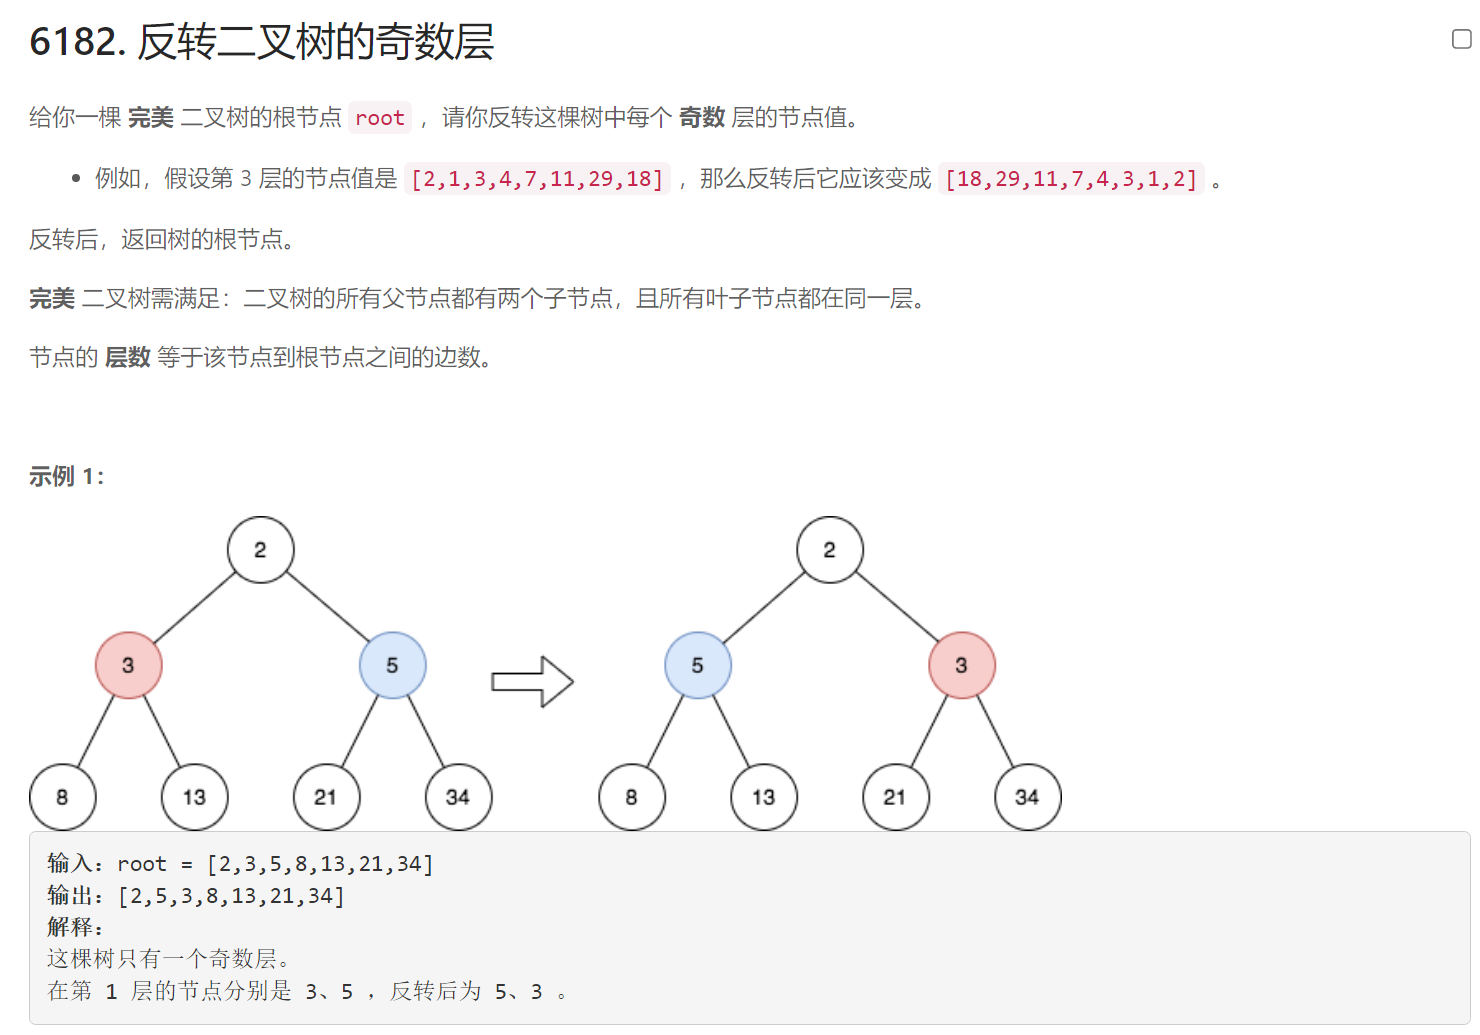 6182. 反转二叉树的奇数层
给你一棵 完美 二叉树的根节点 root ，请你反转这棵树中每个 奇数 层的节点值。
• 例如，假设第 3 层的节点值是 [2,1,3,4,7,11,29,18] ，那么反转后它应该变成 [18,29,11,7,4,3,1,2] 。
反转后，返回树的根节点。
完美 二叉树需满足：二叉树的所有父节点都有两个子节点，且所有叶子节点都在同一层。
节点的 层数 等于该节点到根节点之间的边数。
示例 1：
2 2
3 5 5 3
8 13 21 34 8 13 21 34
输入：root = [2,3,5,8,13,21,34]
输出：[2,5,3,8,13,21,34]
解释：
这棵树只有一个奇数层。
在第 1 层的节点分别是 3、5 ，反转后为 5、3 。